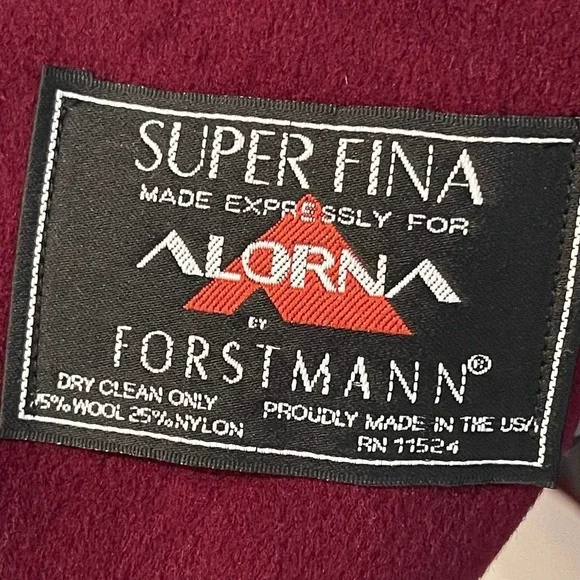 SUPER FINA
MADE EXPRESSLY FOR
ALORNA
BY
FORSTMANN®
DRY CLEAN ONLY
75% WOOL 25% NYLON
PROUDLY MADE IN THE USA
RN 11524